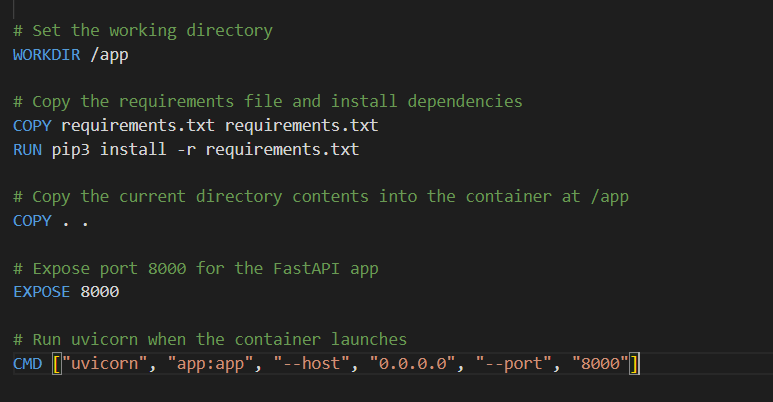 # Set the working directory
WORKDIR /app
# Copy the requirements file and install dependencies
COPY requirements.txt requirements.txt
RUN pip3 install -r requirements.txt
# Copy the current directory contents into the container at /app
COPY . .
# Expose port 8000 for the FastAPI app
EXPOSE 8000
# Run uvicorn when the container launches
CMD ["uvicorn", "app:app", "--host", "0.0.0.0", "--port", "8000"]